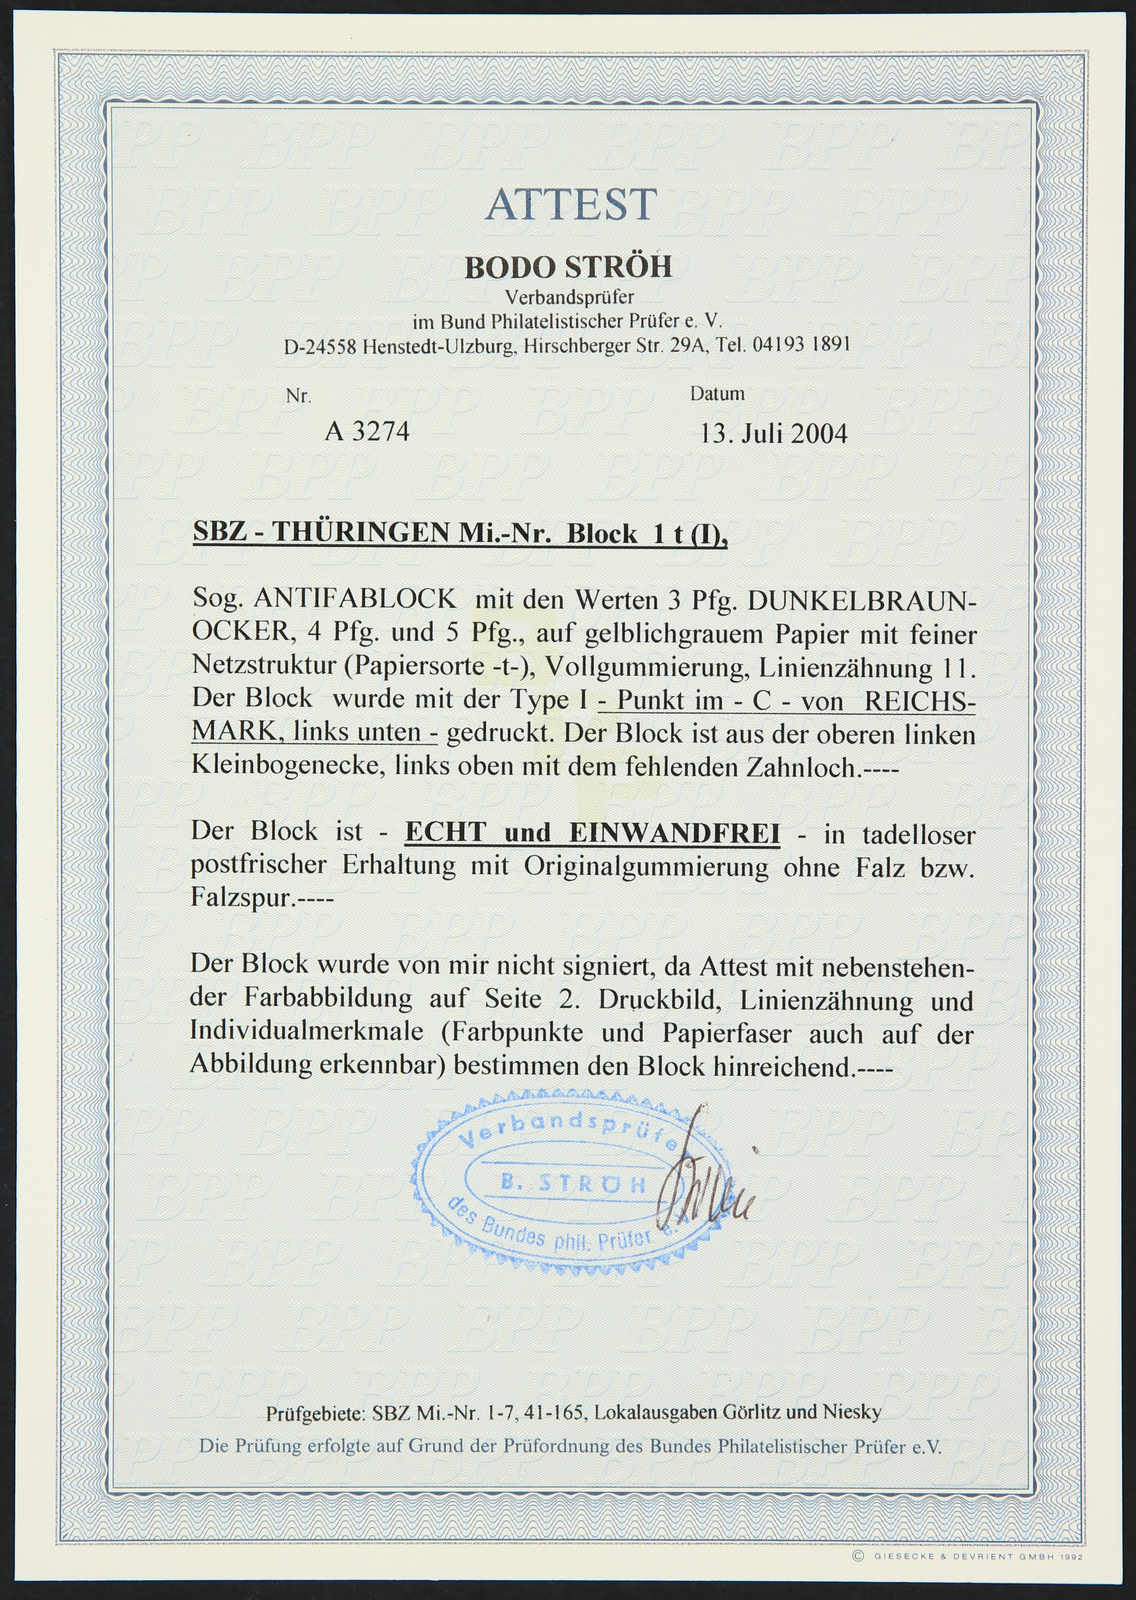 ATTEST
BODO STRÖH
Verbandsprüfer
im Bund Philatelistischer Prüfer e. V.
D-24558 Henstedt-Ulzburg, Hirschberger Str. 29A, Tel. 04193 1891
Nr. Datum
A 3274 13. Juli 2004
SBZ - THÜRINGEN Mi.-Nr. Block 1 t (I),
Sog. ANTIFABLOCK mit den Werten 3 Pfg. DUNKELBRAUN-
OCKER, 4 Pfg. und 5 Pfg., auf gelblichgrauem Papier mit feiner
Netzstruktur (Papiersorte -t-), Vollgummierung, Linienzähnung 11.
Der Block wurde mit der Type I - Punkt im - C - von REICHS-
MARK, links unten - gedruckt. Der Block ist aus der oberen linken
Kleinbogenecke, links oben mit dem fehlenden Zahnloch.----
Der Block ist - ECHT und EINWANDFREI - in tadelloser
postfrischer Erhaltung mit Originalgummierung ohne Falz bzw.
Falzspur.----
Der Block wurde von mir nicht signiert, da Attest mit nebenstehen-
der Farbabbildung auf Seite 2. Druckbild, Linienzähnung und
Individualmerkmale (Farbpunkte und Papierfaser auch auf der
Abbildung erkennbar) bestimmen den Block hinreichend.----
Verbandsprüfer
B. STRÖH
des Bundes phil. Prüfer e.
Prüfgebiete: SBZ Mi.-Nr. 1-7, 41-165, Lokalausgaben Görlitz und Niesky
Die Prüfung erfolgte auf Grund der Prüfordnung des Bundes Philatelistischer Prüfer e.V.
© GIESECKE & DEVRIENT GMBH 1992